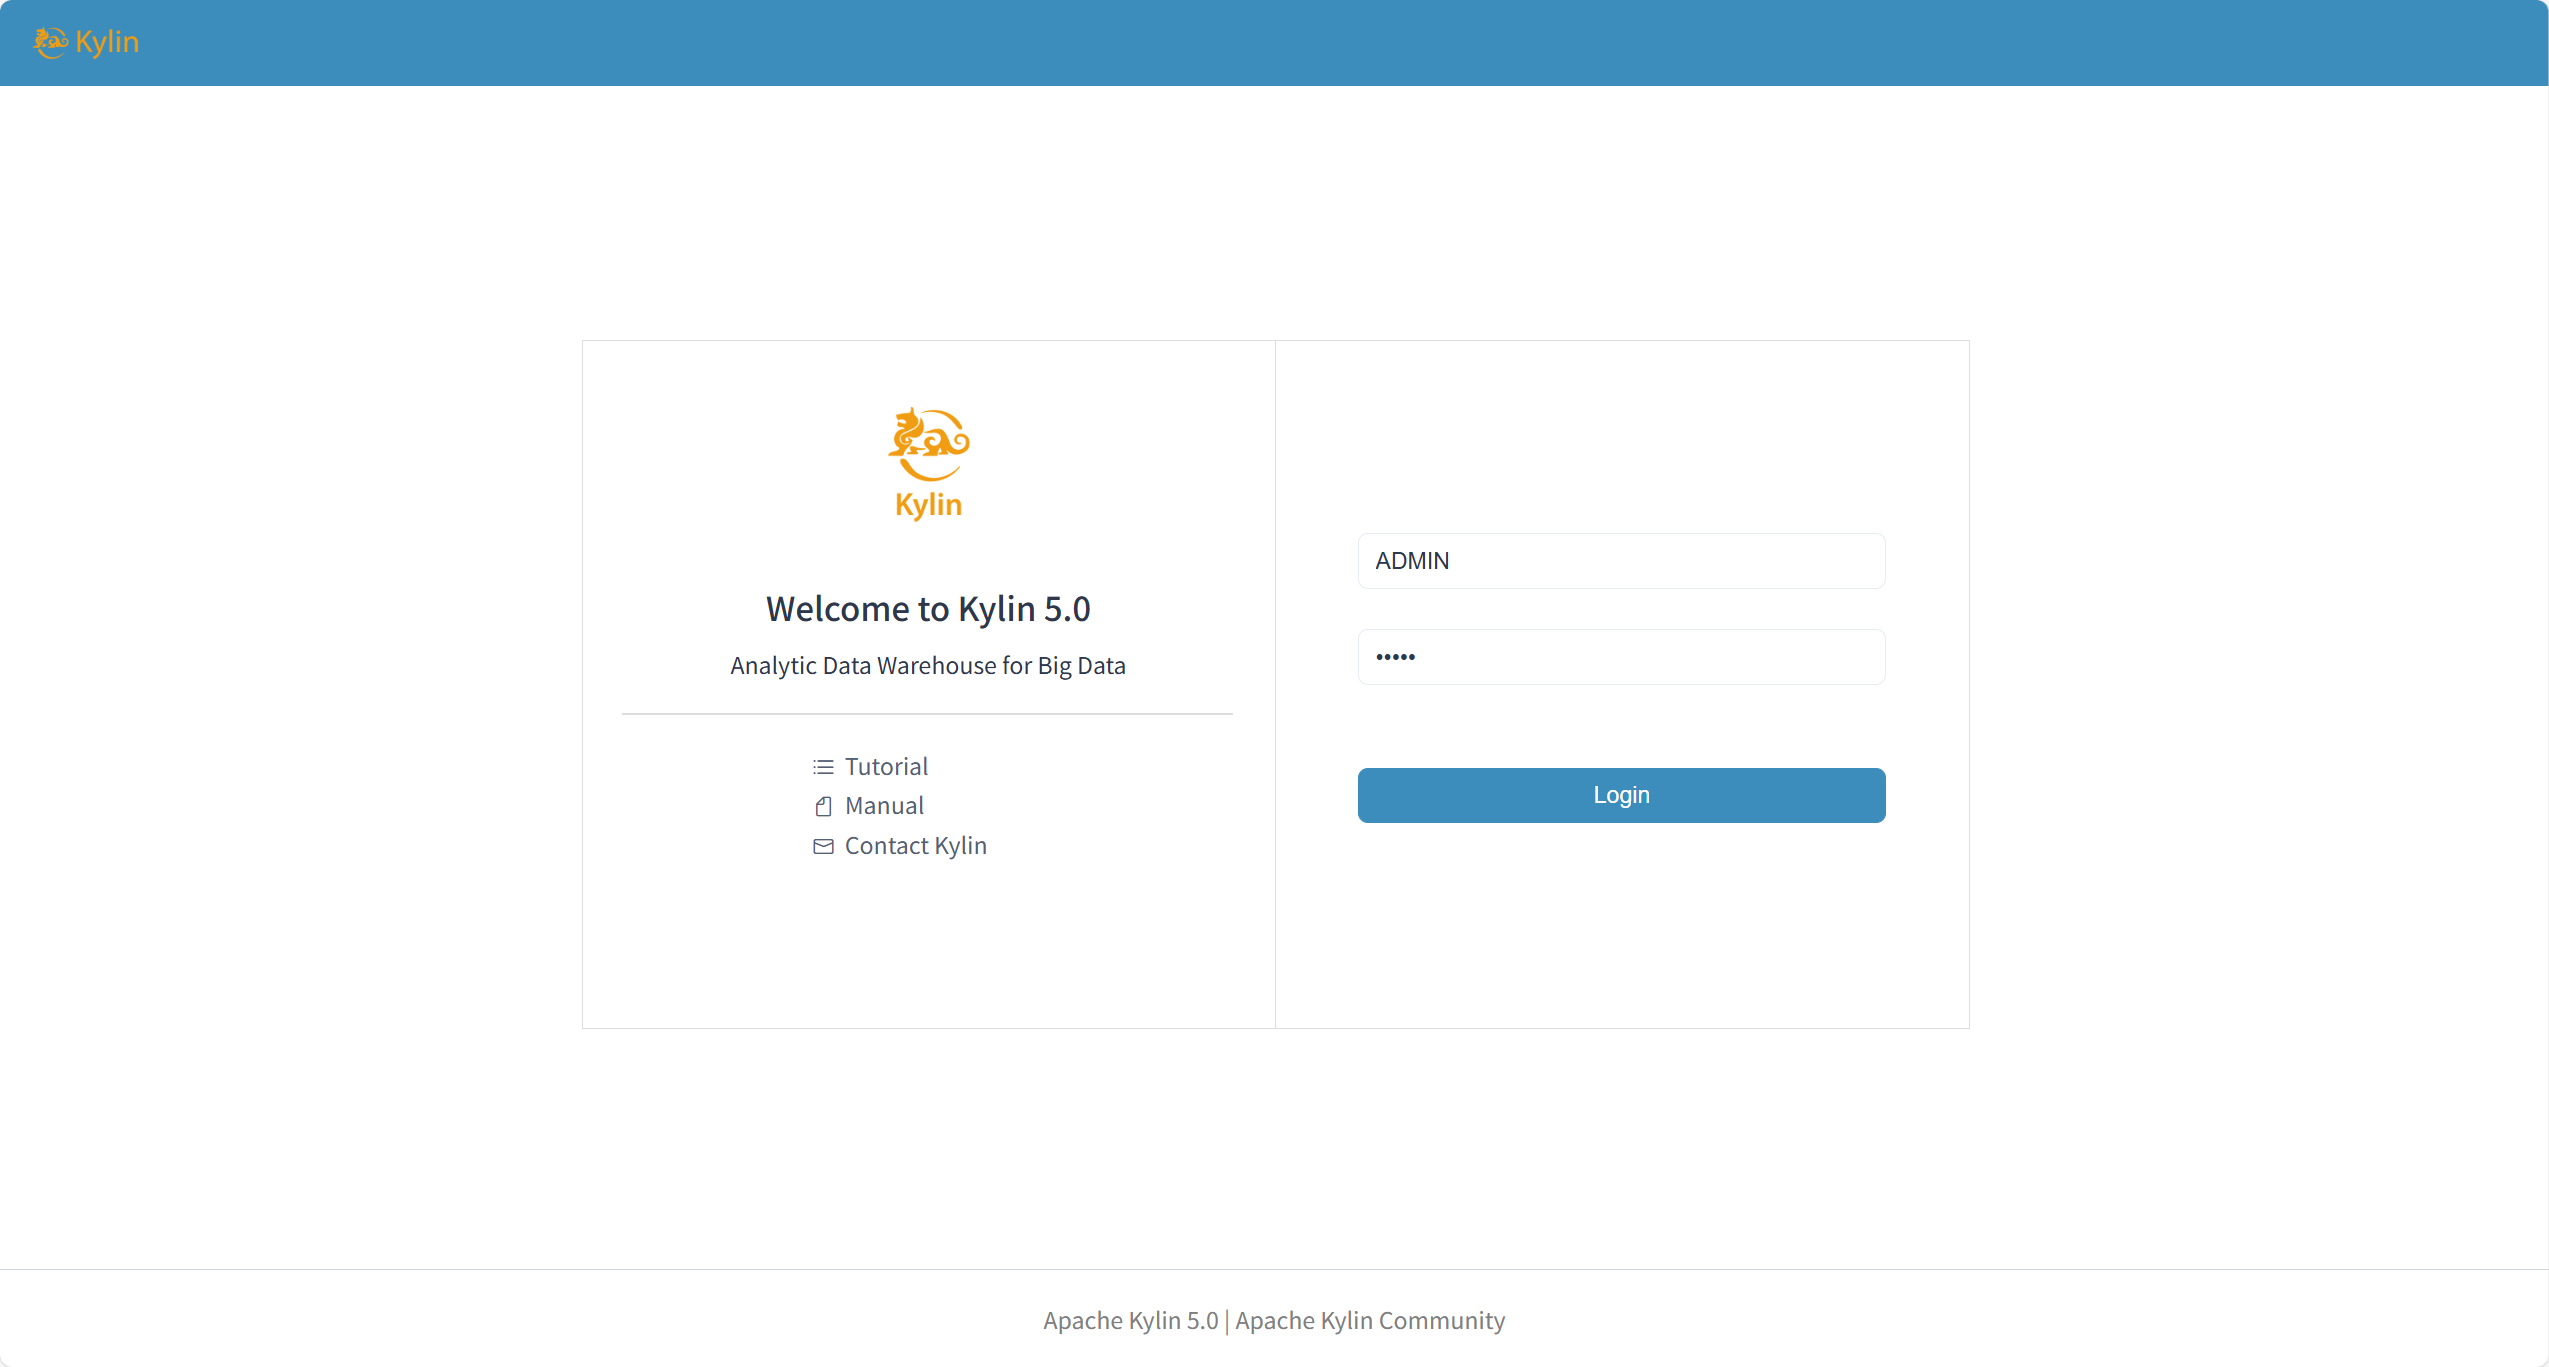 Kylin
Kylin
Welcome to Kylin 5.0
Analytic Data Warehouse for Big Data
Tutorial
Manual
Contact Kylin
ADMIN
•••••
Login
Apache Kylin 5.0 | Apache Kylin Community